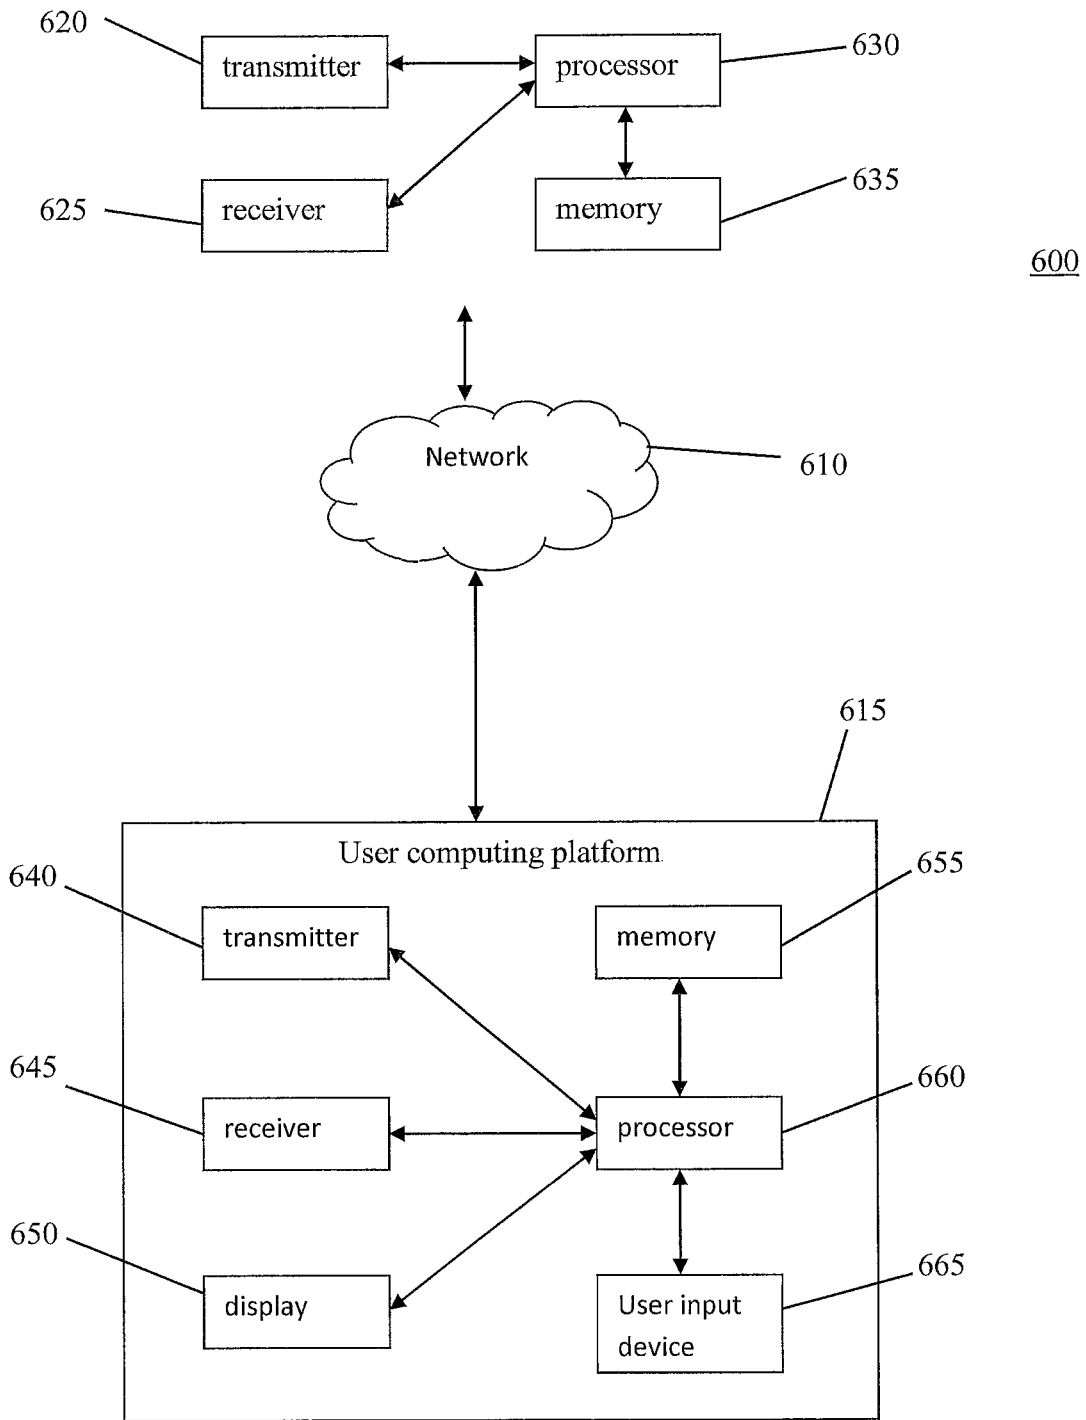 620
transmitter
processor
630
625
receiver
memory
635
600
Network
610
615
User computing platform
640
transmitter
memory
655
645
receiver
processor
660
650
display
User input
device
665